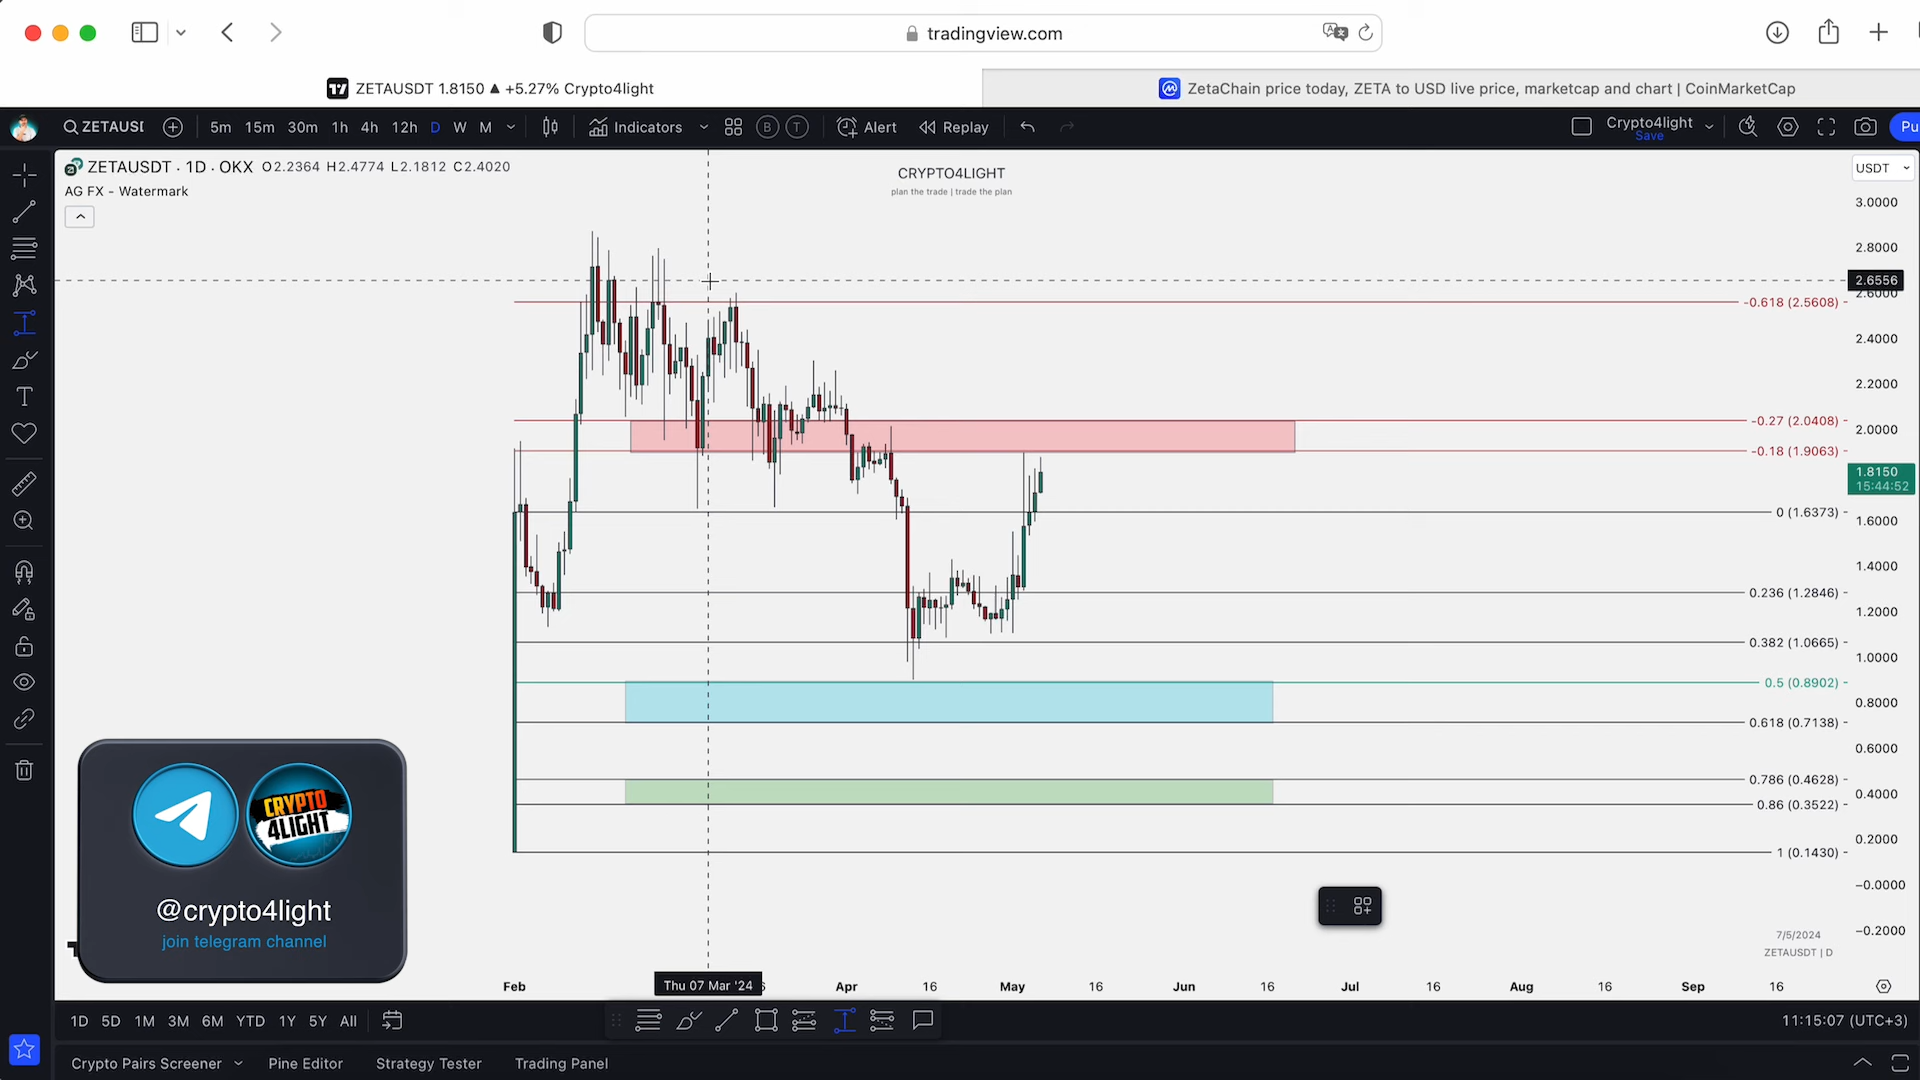 tradingview.com
ZETAUSDT 1.8150 ▲ +5.27% Crypto4light
ZetaChain price today, ZETA to USD live price, marketcap and chart | CoinMarketCap
ZETAUSI
5m 15m 30m 1h 4h 12h D W M
Indicators
B T
Alert
Replay
Crypto4light
Save
Pu
ZETAUSDT · 1D · OKX O2.2364 H2.4774 L2.1812 C2.4020
AG FX - Watermark
CRYPTO4LIGHT
plan the trade | trade the plan
USDT
3.0000
2.8000
2.6556
2.6000
-0.618 (2.5608)
2.4000
2.2000
-0.27 (2.0408)
2.0000
-0.18 (1.9063)
1.8150
15:44:52
0 (1.6373)
1.6000
1.4000
0.236 (1.2846)
1.2000
0.382 (1.0665)
1.0000
0.5 (0.8902)
0.8000
0.618 (0.7138)
0.6000
0.786 (0.4628)
0.4000
0.86 (0.3522)
0.2000
1 (0.1430)
−0.0000
−0.2000
CRYPTO
4LIGHT
@crypto4light
join telegram channel
7/5/2024
ZETAUSDT | D
Feb Thu 07 Mar '24 Apr 16 May 16 Jun 16 Jul 16 Aug 16 Sep 16
1D 5D 1M 3M 6M YTD 1Y 5Y All
11:15:07 (UTC+3)
Crypto Pairs Screener Pine Editor Strategy Tester Trading Panel